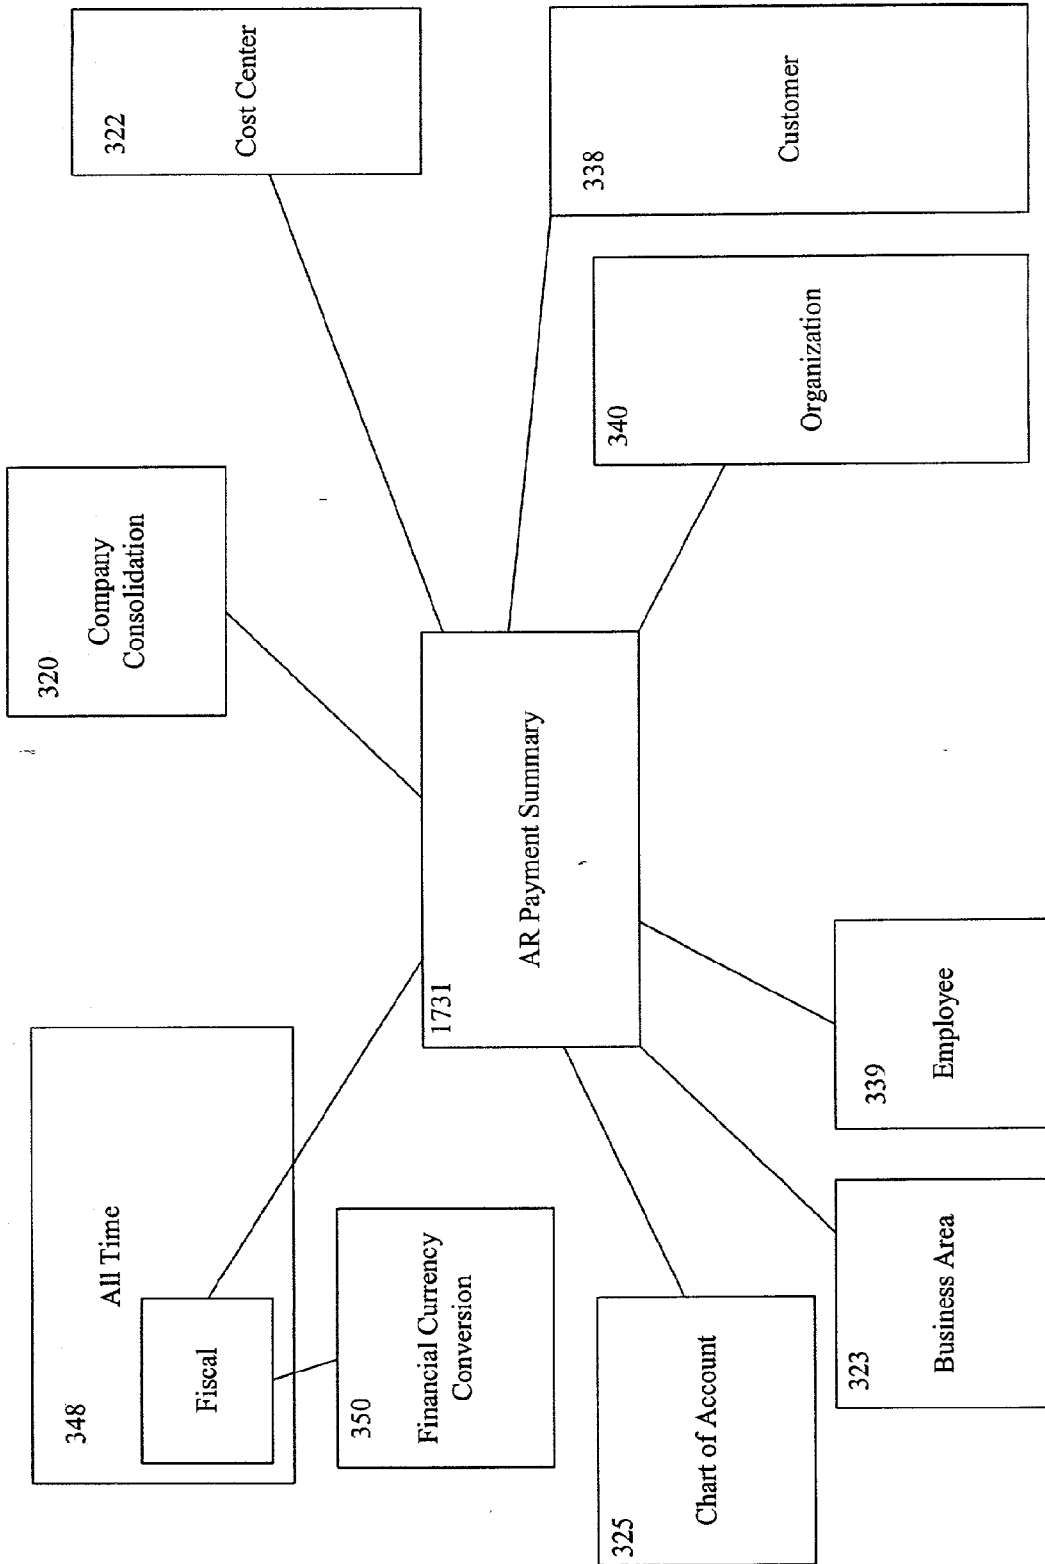 348
All Time
Fiscal
320
Company
Consolidation
322
Cost Center
350
Financial Currency
Conversion
1731
AR Payment Summary
325
Chart of Account
323
Business Area
339
Employee
340
Organization
338
Customer